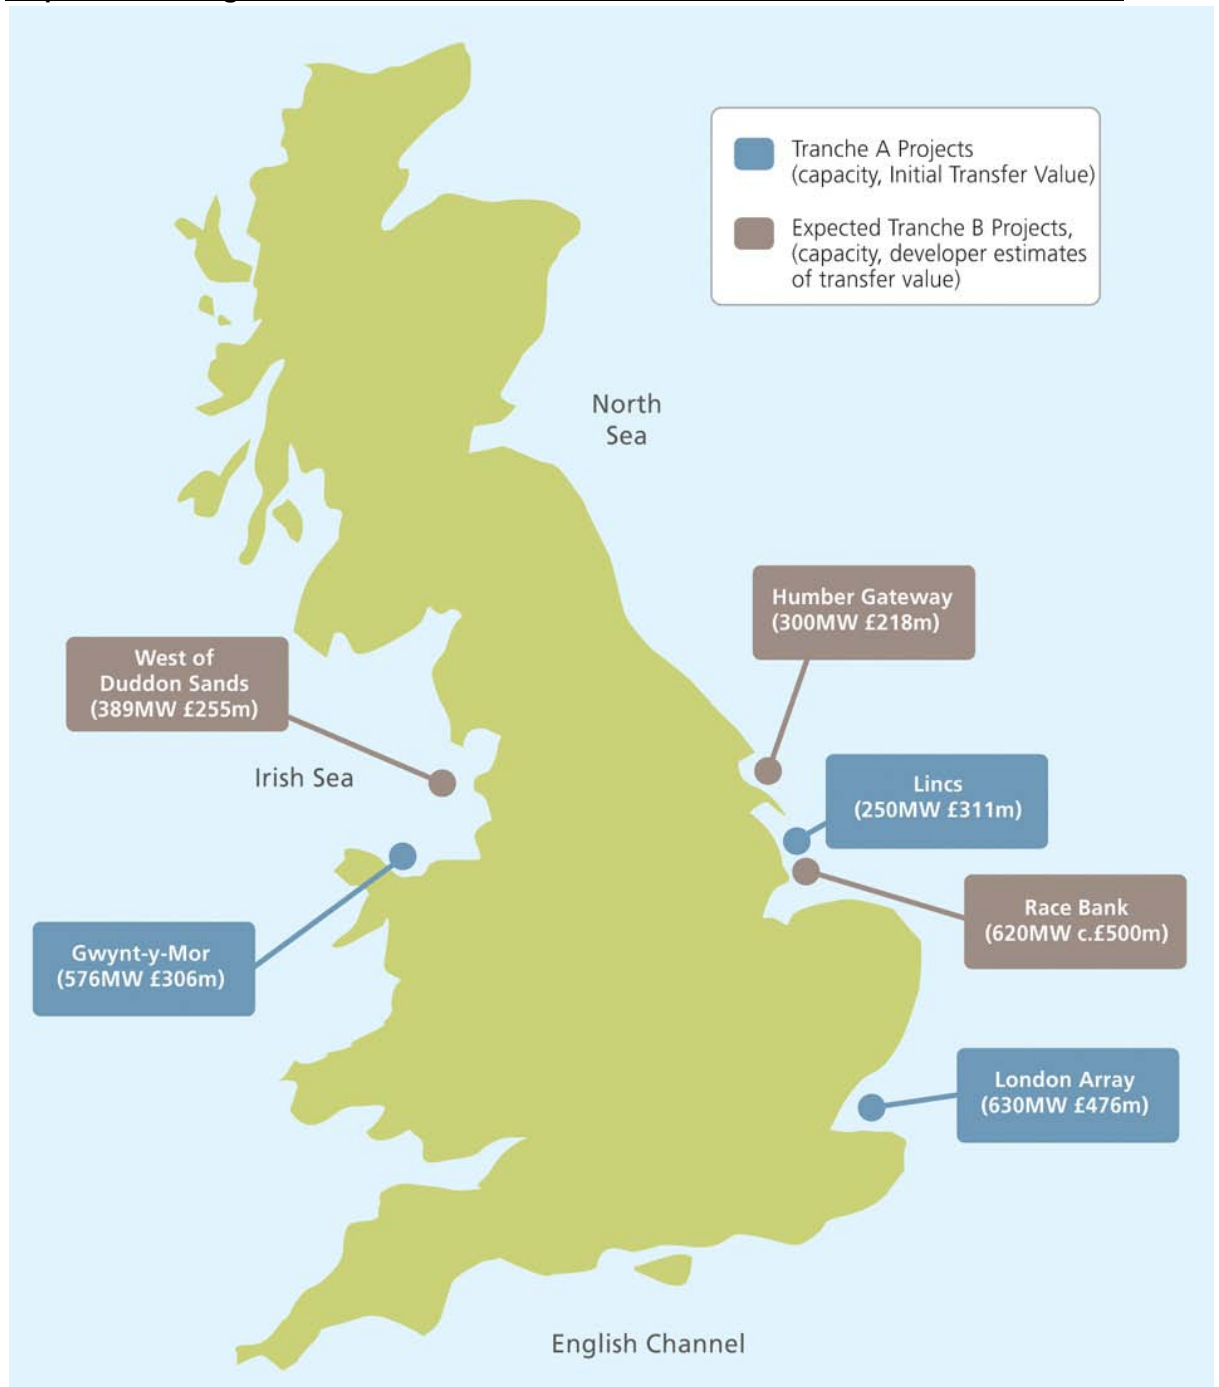 Tranche A Projects
(capacity, Initial Transfer Value)
Expected Tranche B Projects,
(capacity, developer estimates
of transfer value)
North
Sea
Humber Gateway
(300MW £218m)
West of
Duddon Sands
(389MW £255m)
Irish Sea
Lincs
(250MW £311m)
Race Bank
(620MW c.£500m)
Gwynt-y-Mor
(576MW £306m)
London Array
(630MW £476m)
English Channel